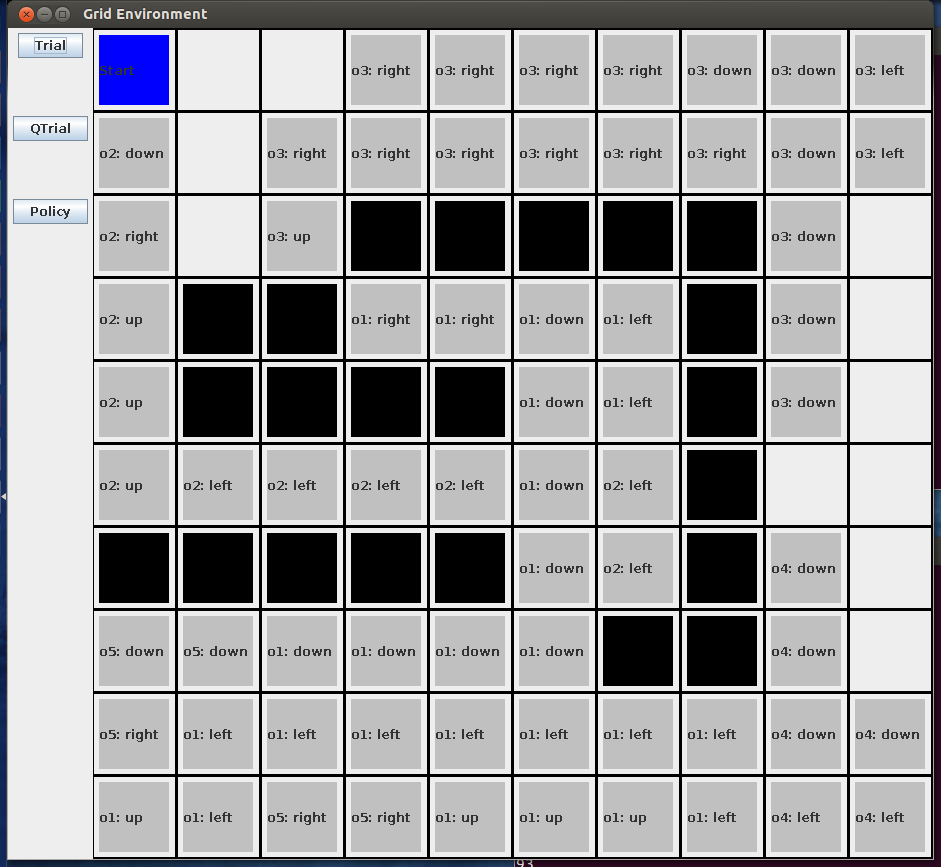 Grid Environment
Trial
Start o3: right o3: right o3: right o3: right o3: down o3: down o3: left
QTrial
o2: down o3: right o3: right o3: right o3: right o3: right o3: right o3: down o3: left
Policy
o2: right o3: up o3: down
o2: up o1: right o1: right o1: down o1: left o3: down
o2: up o1: down o1: left o3: down
o2: up o2: left o2: left o2: left o2: left o1: down o2: left
o1: down o2: left o4: down
o5: down o5: down o1: down o1: down o1: down o1: down o4: down
o5: right o1: left o1: left o1: left o1: left o1: left o1: left o1: left o4: down o4: down
o1: up o1: left o5: right o5: right o1: up o1: up o1: up o1: left o4: left o4: left
93